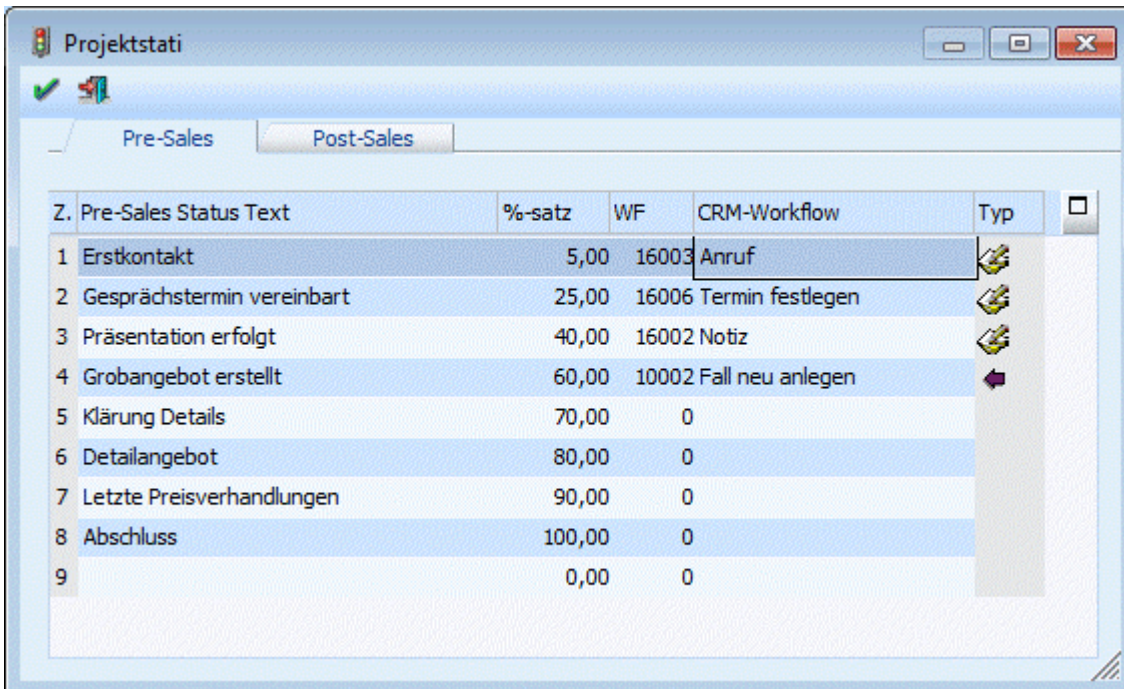 Projektstati
Pre-Sales Post-Sales
Z. Pre-Sales Status Text %-satz WF CRM-Workflow Typ
1 Erstkontakt 5,00 16003 Anruf
2 Gesprächstermin vereinbart 25,00 16006 Termin festlegen
3 Präsentation erfolgt 40,00 16002 Notiz
4 Grobangebot erstellt 60,00 10002 Fall neu anlegen
5 Klärung Details 70,00 0
6 Detailangebot 80,00 0
7 Letzte Preisverhandlungen 90,00 0
8 Abschluss 100,00 0
9 0,00 0